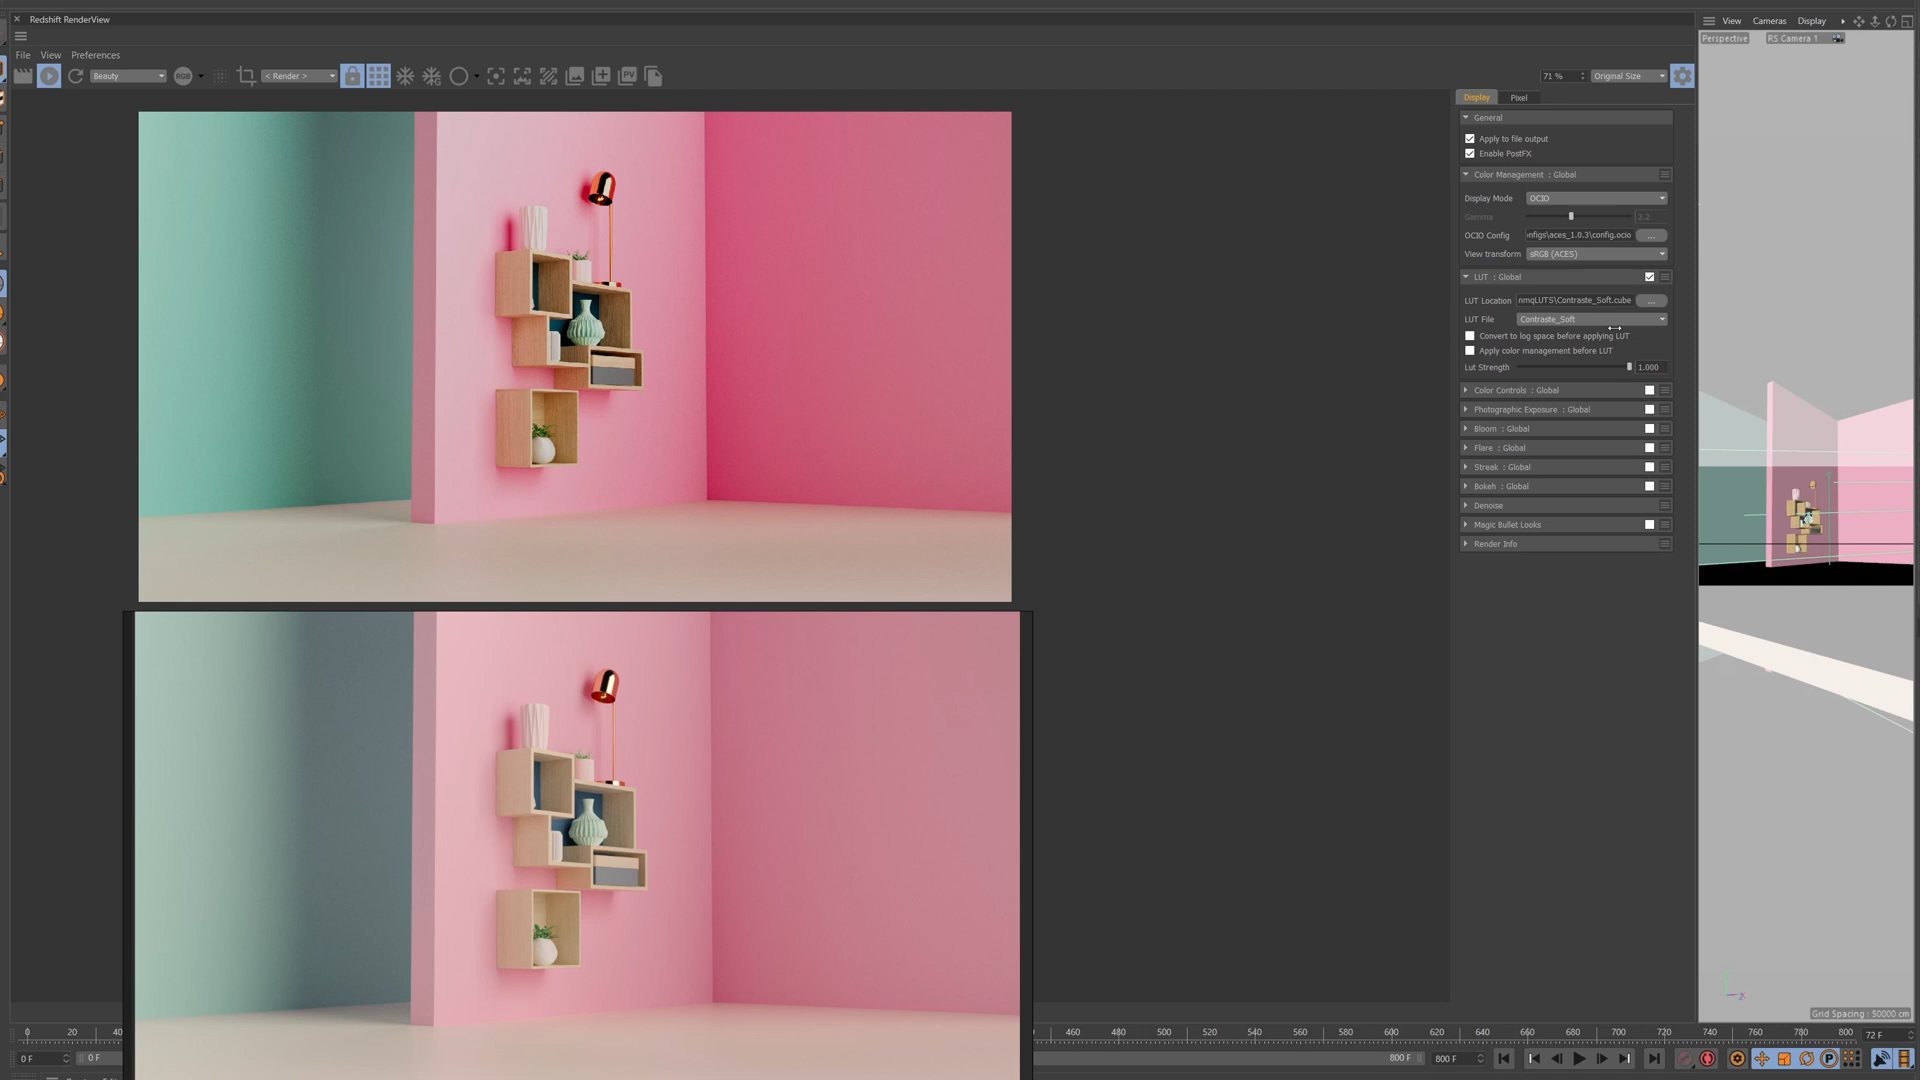 Redshift RenderView
File View Preferences
Beauty
RGB
< Render >
PV
71 %
Original Size
Display Pixel
General
Apply to file output
Enable PostFX
Color Management : Global
Display Mode OCIO
Gamma 2.2
OCIO Config nfigs\aces_1.0.3\config.ocio ...
View transform sRGB (ACES)
LUT : Global
LUT Location nmqLUTS\Contraste_Soft.cube ...
LUT File Contraste_Soft
Convert to log space before applying LUT
Apply color management before LUT
Lut Strength 1.000
Color Controls : Global
Photographic Exposure : Global
Bloom : Global
Flare : Global
Streak : Global
Bokeh : Global
Denoise
Magic Bullet Looks
Render Info
View Cameras Display
Perspective RS Camera 1
X
Grid Spacing : 50000 cm
0 20 40 460 480 500 520 540 560 580 600 620 640 660 680 700 720 740 760 780 800 72 F
0 F 0 F 800 F 800 F
P